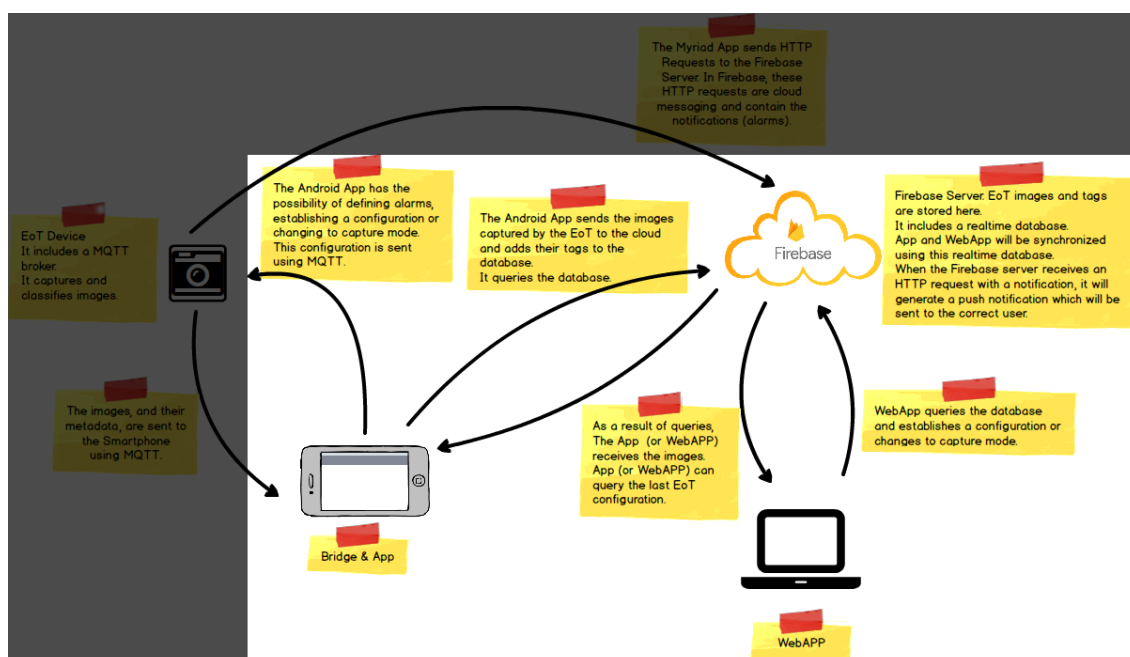 The Myriad App sends HTTP
Requests to the Firebase
Server. In Firebase, these
HTTP requests are cloud
messaging and contain the
notifications (alarms).
The Android App has the
possibility of defining alarms,
establishing a configuration or
changing to capture mode.
This configuration is sent
using MQTT.
The Android App sends the images
captured by the EoT to the cloud
and adds their tags to the
database.
It queries the database.
Firebase
Firebase Server. EoT images and tags
are stored here.
It includes a realtime database.
App and WebApp will be synchronized
using this realtime database.
When the Firebase server receives an
HTTP request with a notification, it will
generate a push notification which will be
sent to the correct user.
EoT Device
It includes a MQTT
broker.
It captures and
classifies images.
The images, and their
metadata, are sent to
the Smartphone
using MQTT.
As a result of queries,
The App (or WebAPP)
receives the images.
App (or WebAPP) can
query the last EoT
configuration.
WebApp queries the database
and establishes a configuration or
changes to capture mode.
Bridge & App
WebAPP